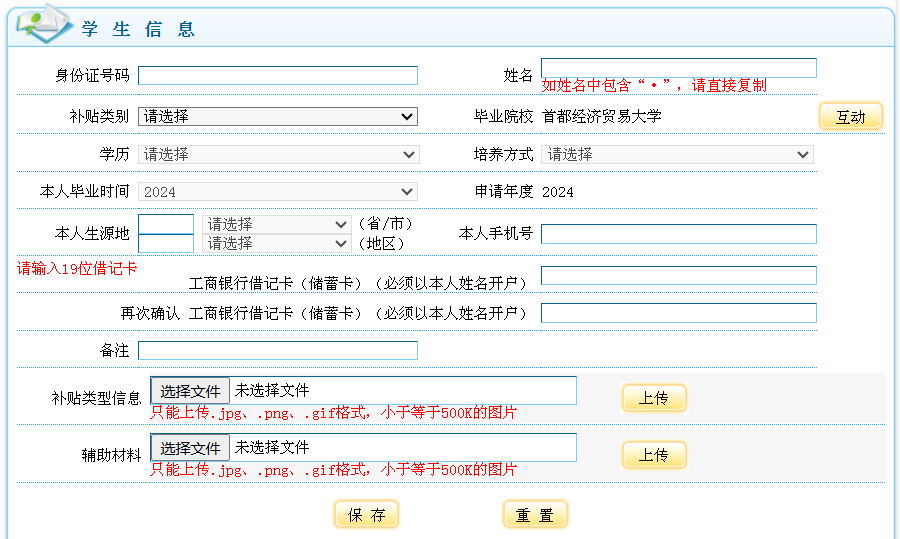 学 生 信 息
身份证号码
姓名
如姓名中包含“•”，请直接复制
补贴类别 请选择
毕业院校 首都经济贸易大学
互动
学历 请选择
培养方式 请选择
本人毕业时间 2024
申请年度 2024
本人生源地
请选择 （省/市）
请选择 （地区）
本人手机号
请输入19位借记卡
工商银行借记卡（储蓄卡）（必须以本人姓名开户）
再次确认 工商银行借记卡（储蓄卡）（必须以本人姓名开户）
备注
补贴类型信息 选择文件 未选择文件
只能上传.jpg、.png、.gif格式，小于等于500K的图片
上传
辅助材料 选择文件 未选择文件
只能上传.jpg、.png、.gif格式，小于等于500K的图片
上传
保 存 重 置